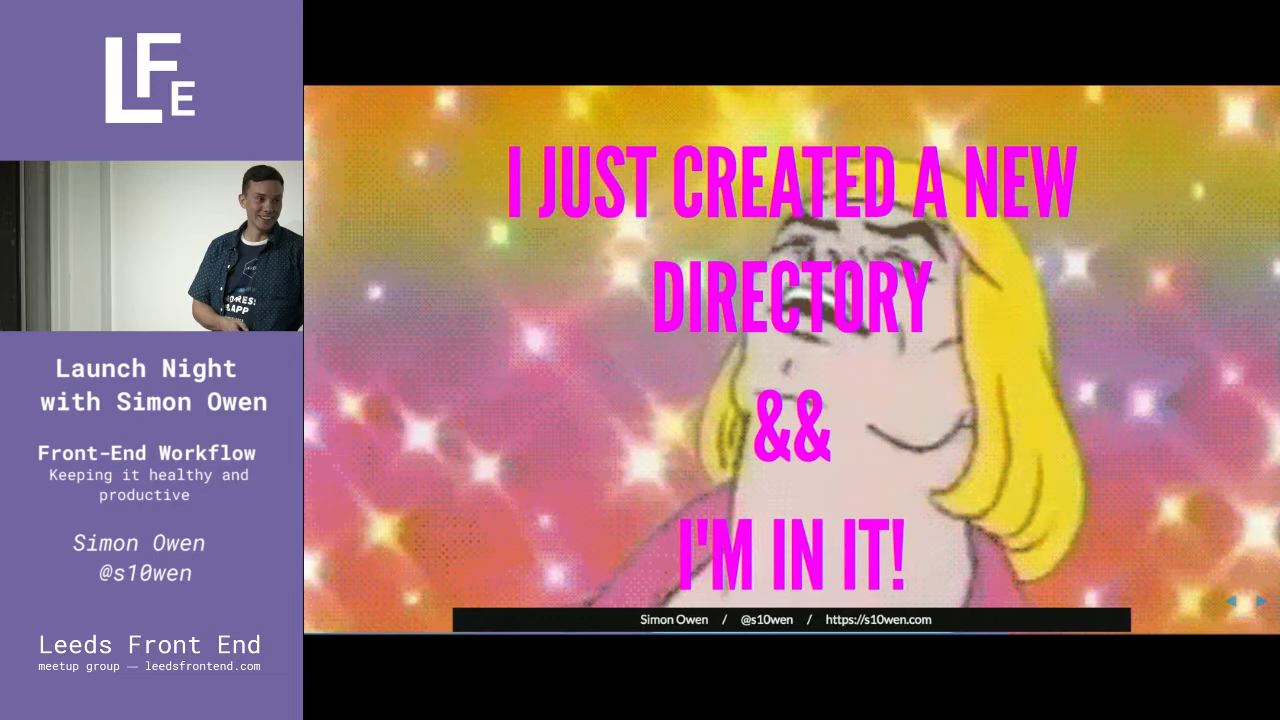 LFE
Launch Night
with Simon Owen
Front-End Workflow
Keeping it healthy and
productive
Simon Owen
@s10wen
Leeds Front End
meetup group — leedsfrontend.com
I JUST CREATED A NEW
DIRECTORY
&&
I'M IN IT!
Simon Owen / @s10wen / https://s10wen.com